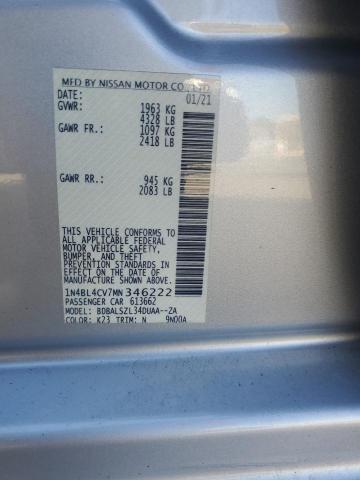 MFD BY NISSAN MOTOR CO., LTD.
DATE: 01/21
GVWR: 1963 KG
4328 LB
GAWR FR: 1097 KG
2418 LB
GAWR RR: 945 KG
2083 LB
THIS VEHICLE CONFORMS TO ALL
APPLICABLE FEDERAL MOTOR
VEHICLE SAFETY,
BUMPER, AND THEFT
PREVENTION STANDARDS IN
EFFECT ON THE DATE OF
MANUFACTURE SHOWN ABOVE.
1N4BL4CV7MN346222
PASSENGER CAR 613662
MODEL: BDBALSZL34DUAA--ZA
COLOR: K23 TRIM: N 9N00A